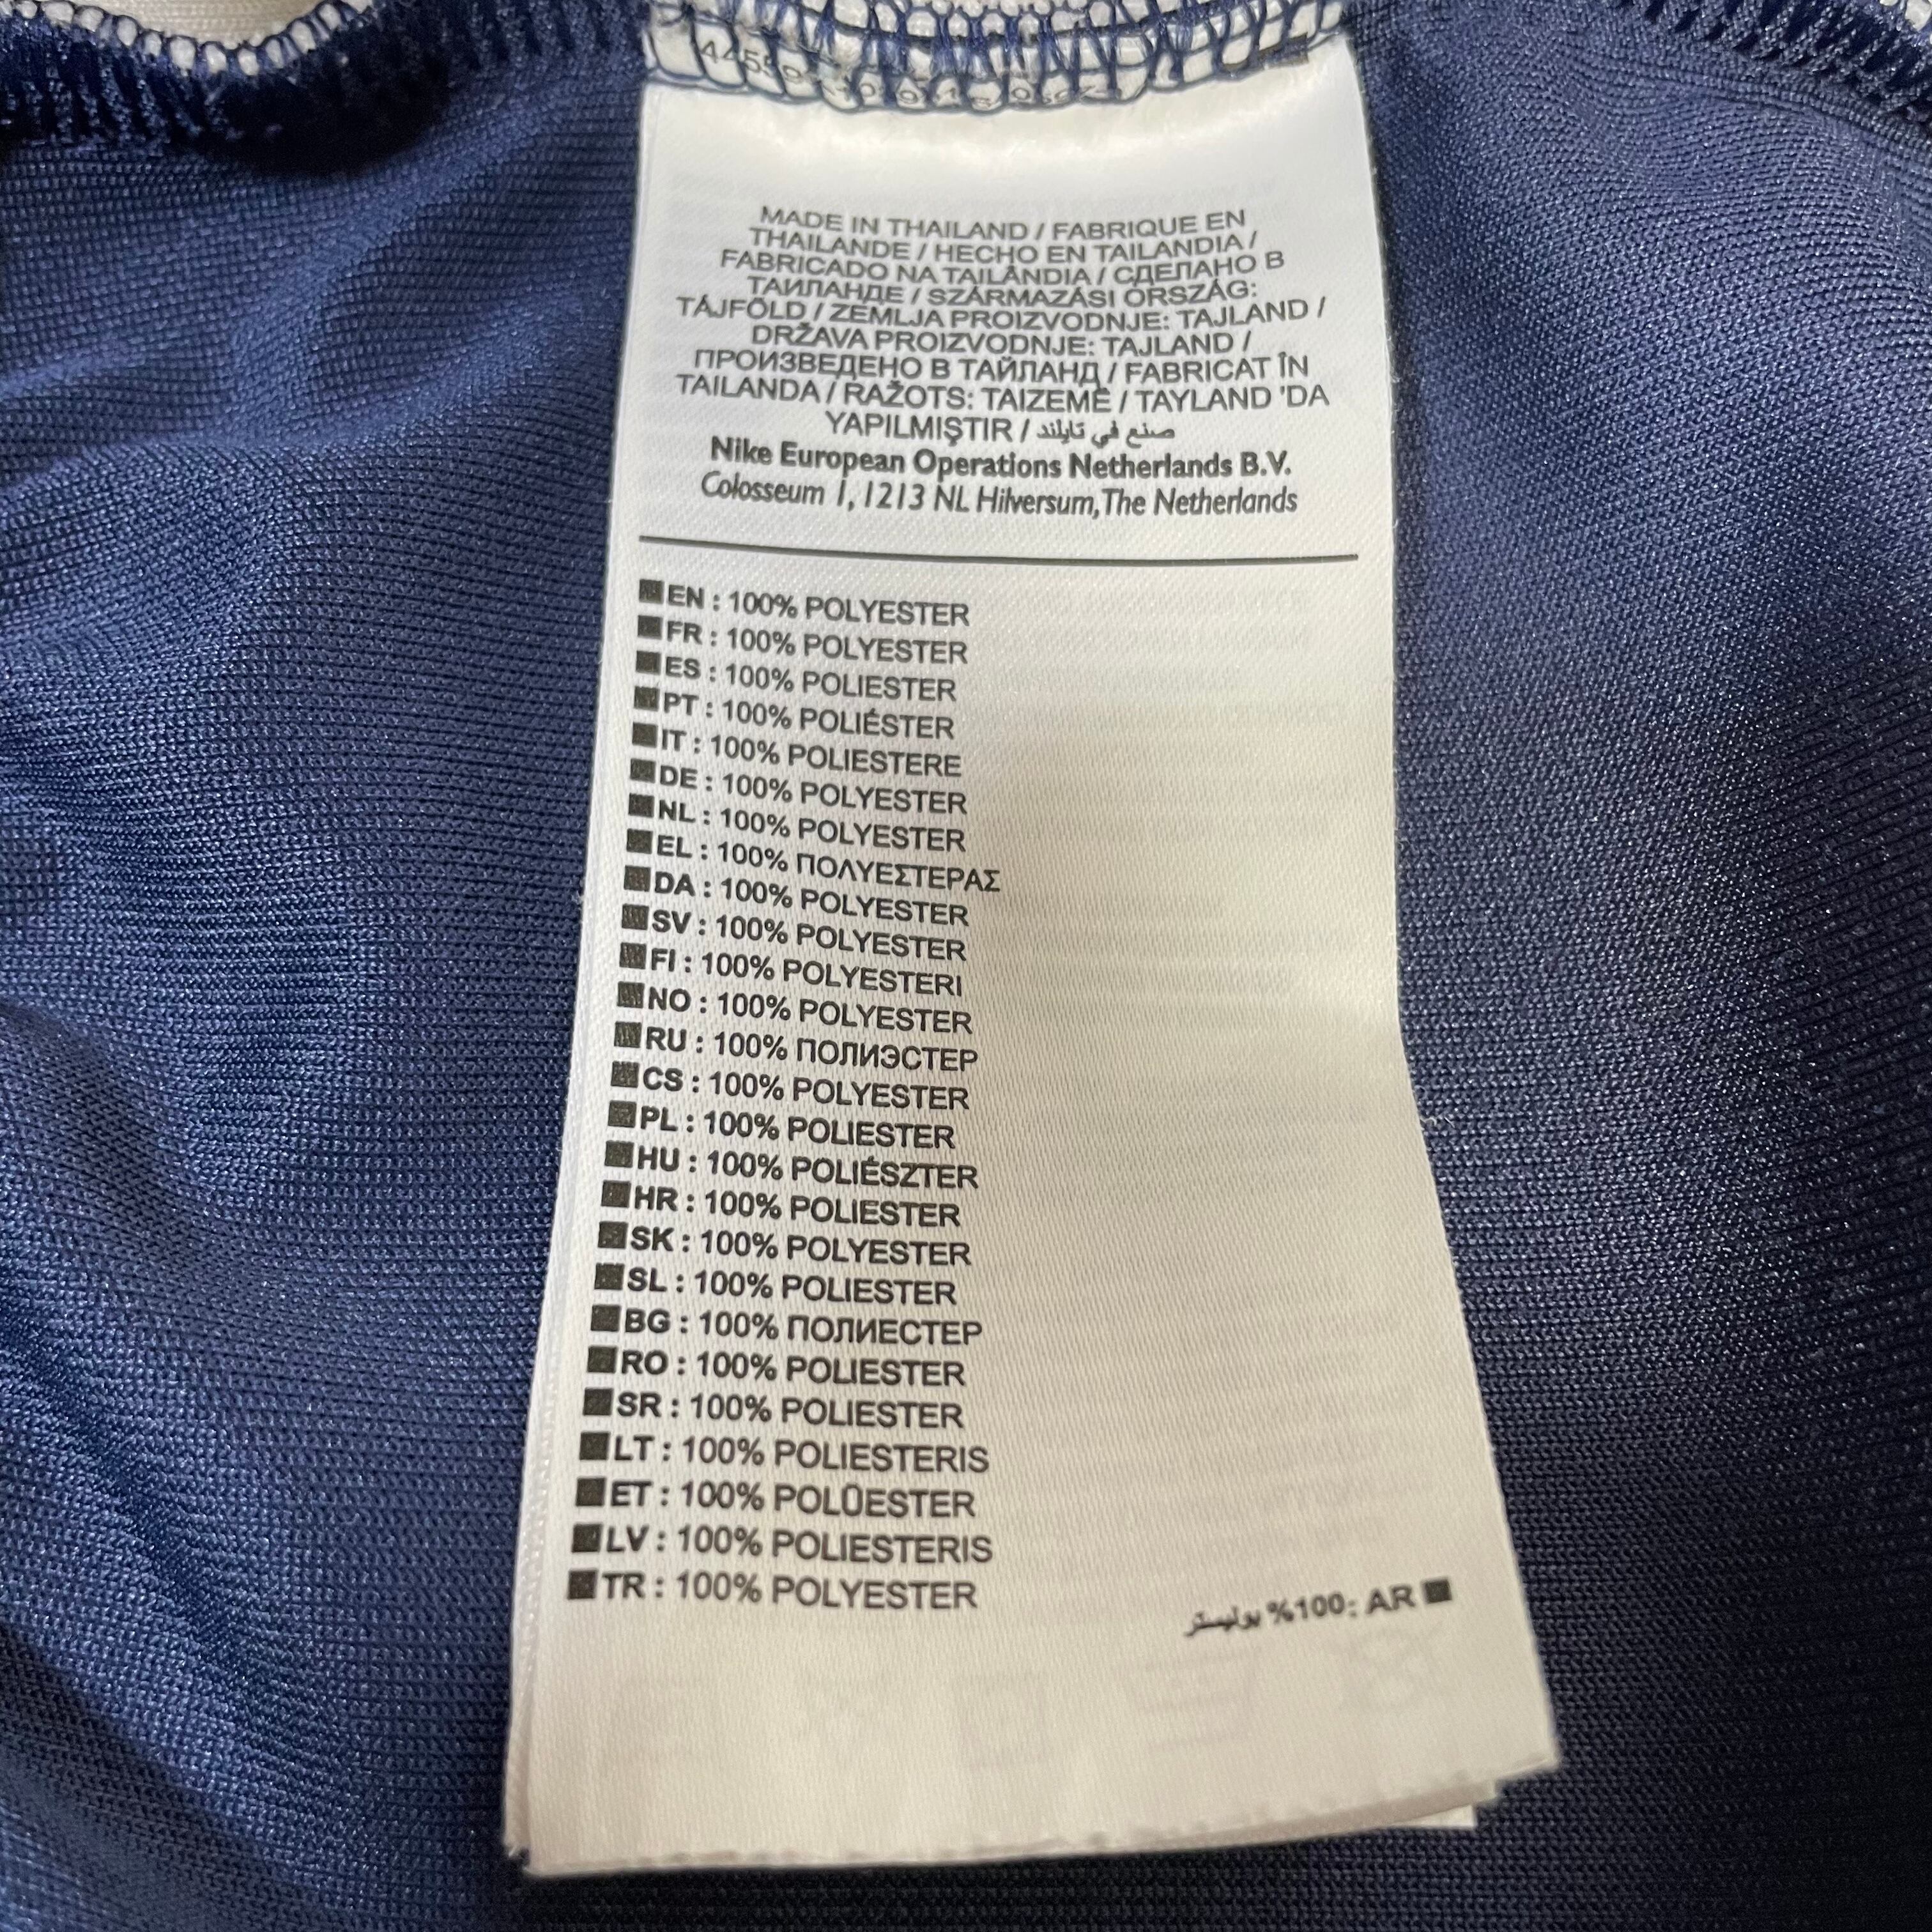 MADE IN THAILAND / FABRIQUE EN
THAILANDE / HECHO EN TAILANDIA /
FABRICADO NA TAILÂNDIA / СДЕЛАНО В
ТАИЛАНДЕ / SZÁRMAZÁSI ORSZÁG:
TÁJFÖLD / ZEMLJA PROIZVODNJE: TAJLAND /
DRŽAVA PROIZVODNJE: TAJLAND /
ПРОИЗВЕДЕНО В ТАЙЛАНД / FABRICAT ÎN
TAILANDA / RAŽOTS: TAIZEMĒ / TAYLAND 'DA
YAPILMIŞTIR / صنع في تايلند
Nike European Operations Netherlands B.V.
Colosseum 1, 1213 NL Hilversum, The Netherlands
EN : 100% POLYESTER
FR : 100% POLYESTER
ES : 100% POLIESTER
PT : 100% POLIÉSTER
IT : 100% POLIESTERE
DE : 100% POLYESTER
NL : 100% POLYESTER
EL : 100% ΠΟΛΥΕΣΤΕΡΑΣ
DA : 100% POLYESTER
SV : 100% POLYESTER
FI : 100% POLYESTERI
NO : 100% POLYESTER
RU : 100% ПОЛИЭСТЕР
CS : 100% POLYESTER
PL : 100% POLIESTER
HU : 100% POLIÉSZTER
HR : 100% POLIESTER
SK : 100% POLYESTER
SL : 100% POLIESTER
BG : 100% ПОЛИЕСТЕР
RO : 100% POLIESTER
SR : 100% POLIESTER
LT : 100% POLIESTERIS
ET : 100% POLÜESTER
LV : 100% POLIESTERIS
TR : 100% POLYESTER
AR :100% بوليستر